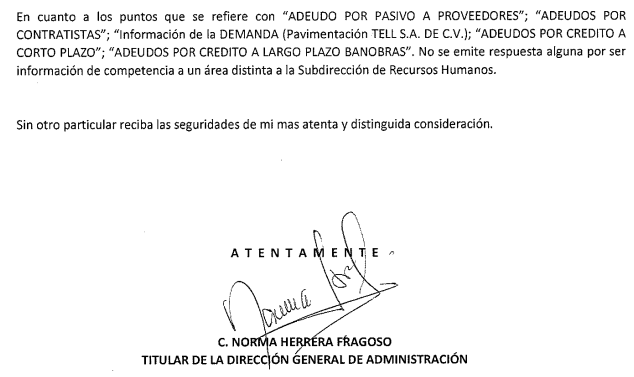 En cuanto a los puntos que se refiere con “ADEUDO POR PASIVO A PROVEEDORES”; “ADEUDOS POR
CONTRATISTAS”; “Información de la DEMANDA (Pavimentación TELL S.A. DE C.V.); “ADEUDOS POR CREDITO A
CORTO PLAZO”; “ADEUDOS POR CREDITO A LARGO PLAZO BANOBRAS”. No se emite respuesta alguna por ser
información de competencia a un área distinta a la Subdirección de Recursos Humanos.
Sin otro particular reciba las seguridades de mi mas atenta y distinguida consideración.
A T E N T A M E N T E
Norma
C. NORMA HERRERA FRAGOSO
TITULAR DE LA DIRECCIÓN GENERAL DE ADMINISTRACIÓN